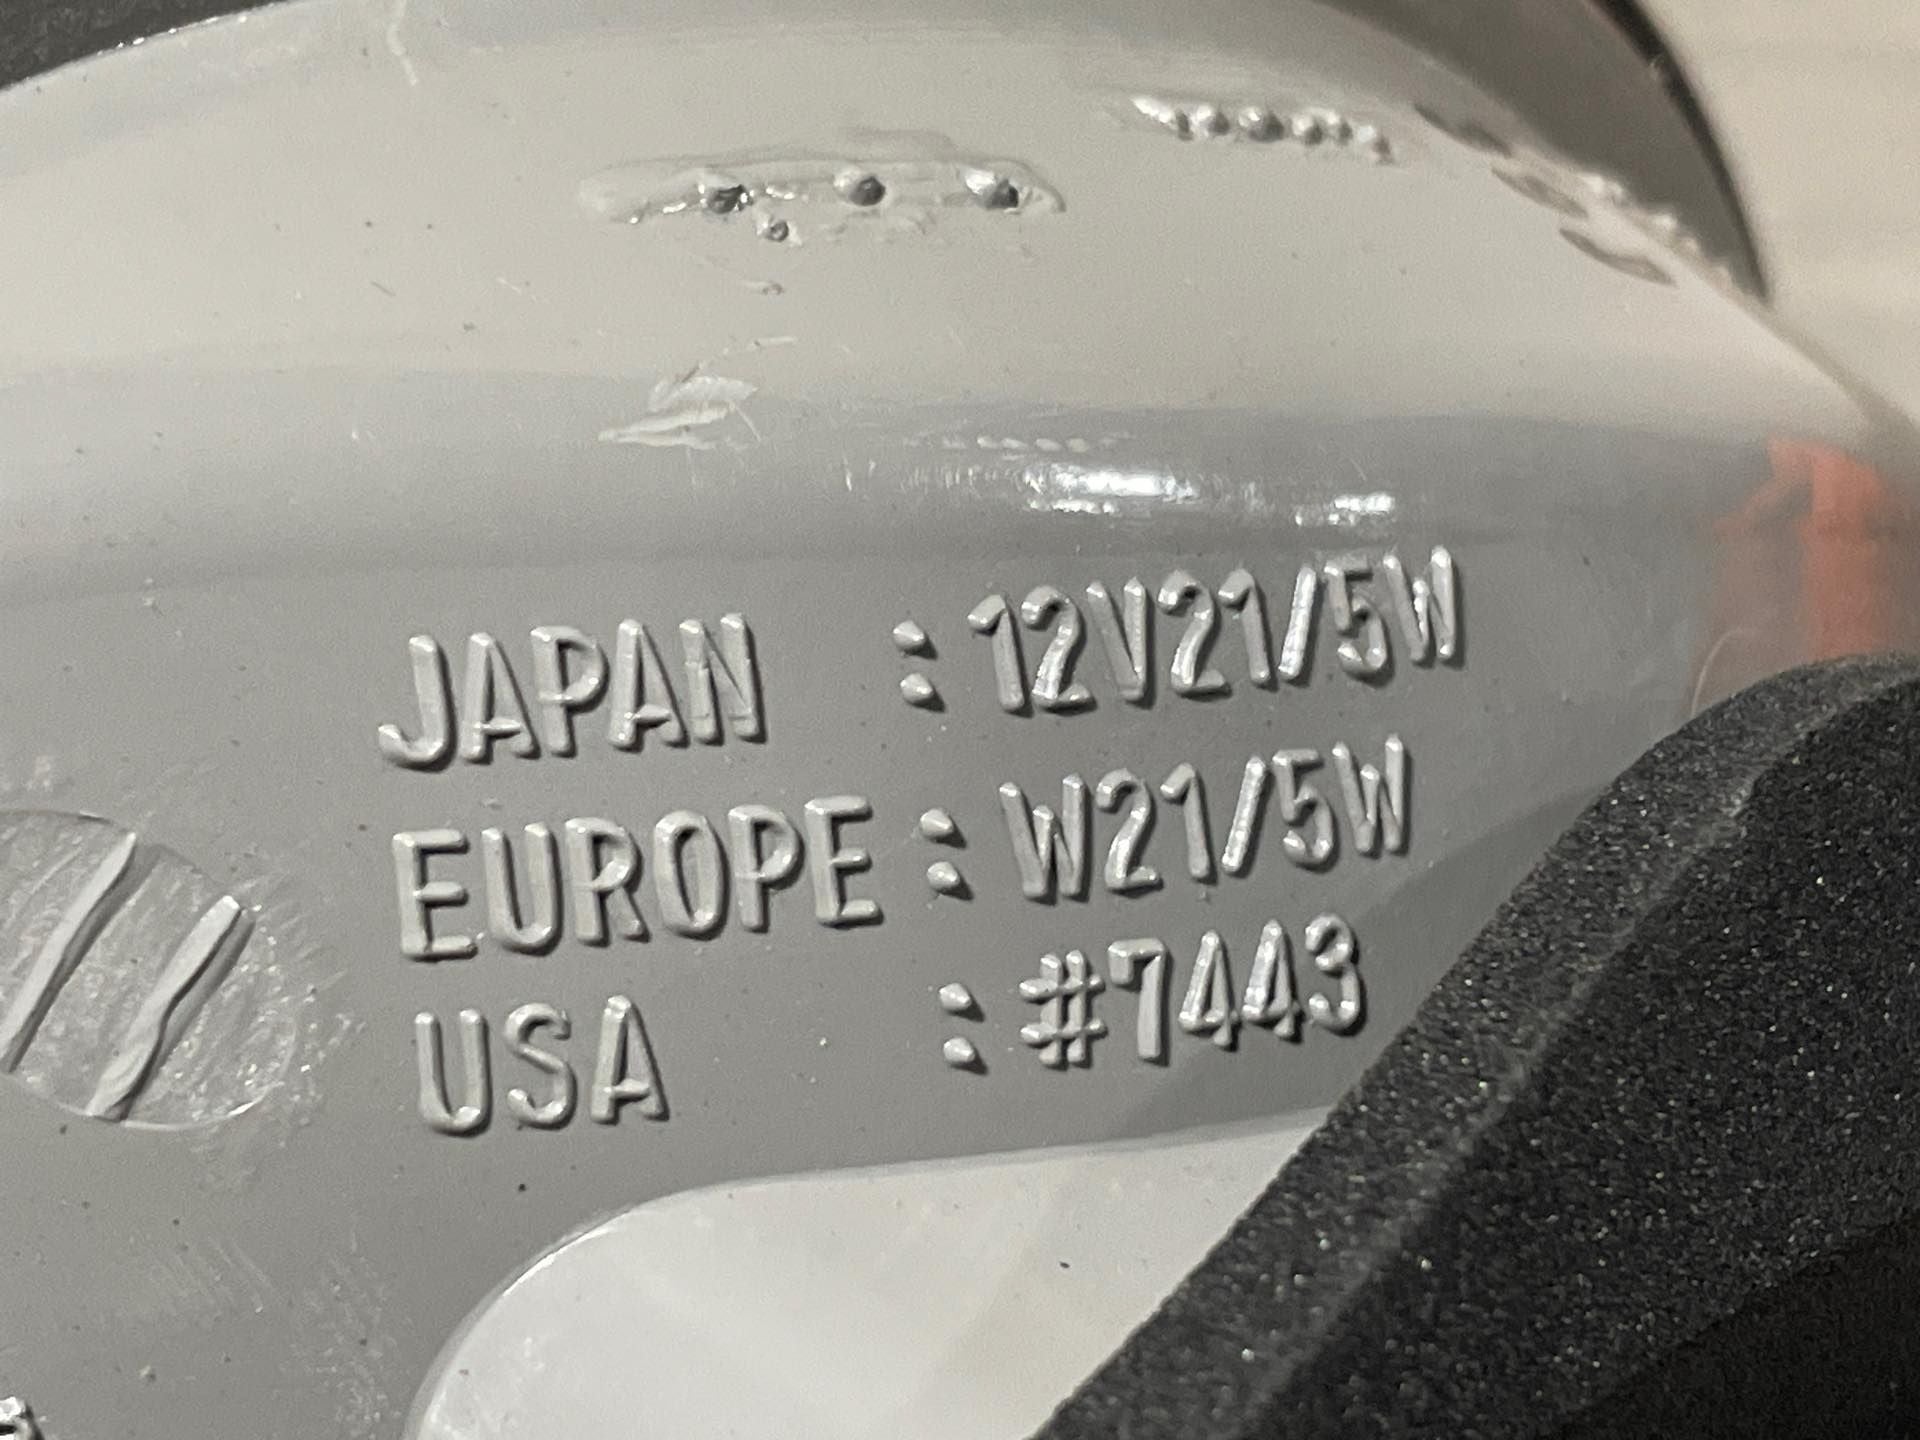 JAPAN : 12V21/5W
EUROPE : W21/5W
USA : #7443